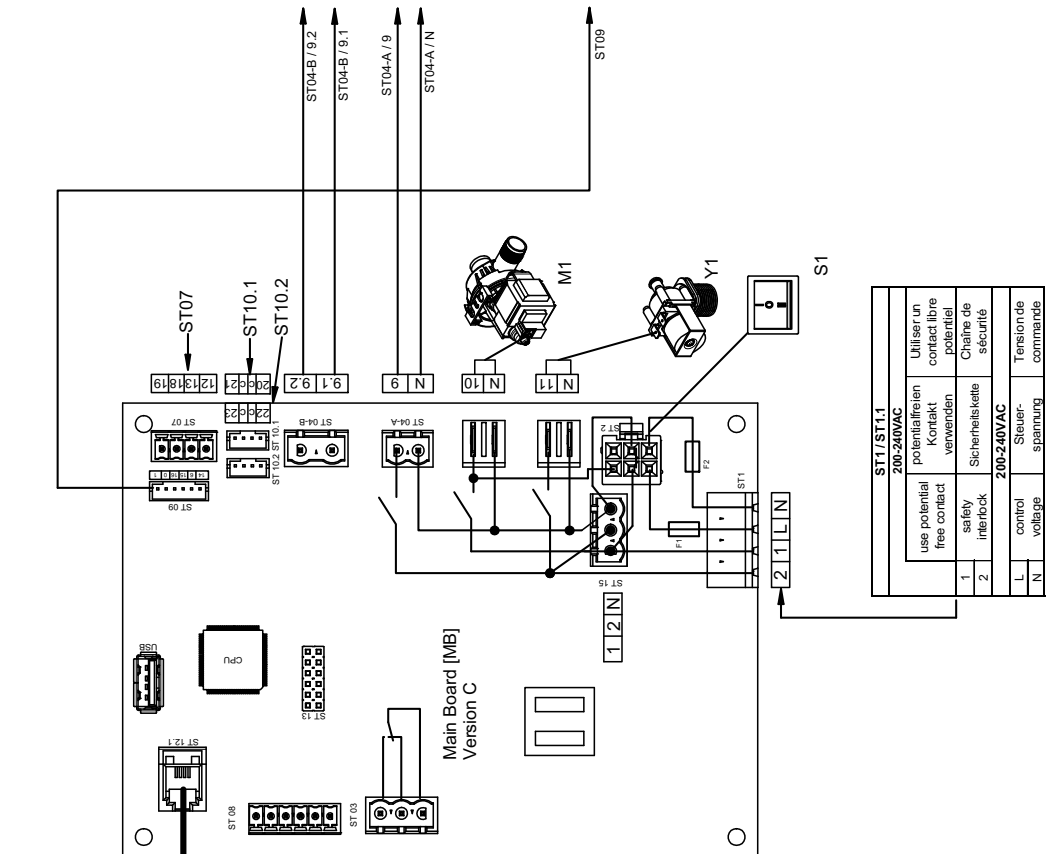 ST04-B / 9.2
ST04-B / 9.1
ST04-A / 9
ST04-A / N
ST09
ST07
ST10.1
ST10.2
19 18 13 12
21 c c 20
23 c c 22
9.2 9.1
9 N
10 N
11 N
M1
Y1
S1
ST 07
ST 10.1
ST 10.2
ST 09
ST 04-B
ST 04-A
ST 2
F2
F1
ST1
ST 15
2 1 L N
1 2 N
USB
CPU
ST 13
ST 12.1
ST 08
ST 03
Main Board [MB]
Version C
ST1 / ST1.1
200-240VAC
use potential
free contact
potentialfreien
Kontakt
verwenden
Utiliser un
contact libre
potentiel
1
2
safety
interlock
Sicherheitskette
Chaîne de
sécurité
200-240VAC
L
N
control
voltage
Steuer-
spannung
Tension de
commande